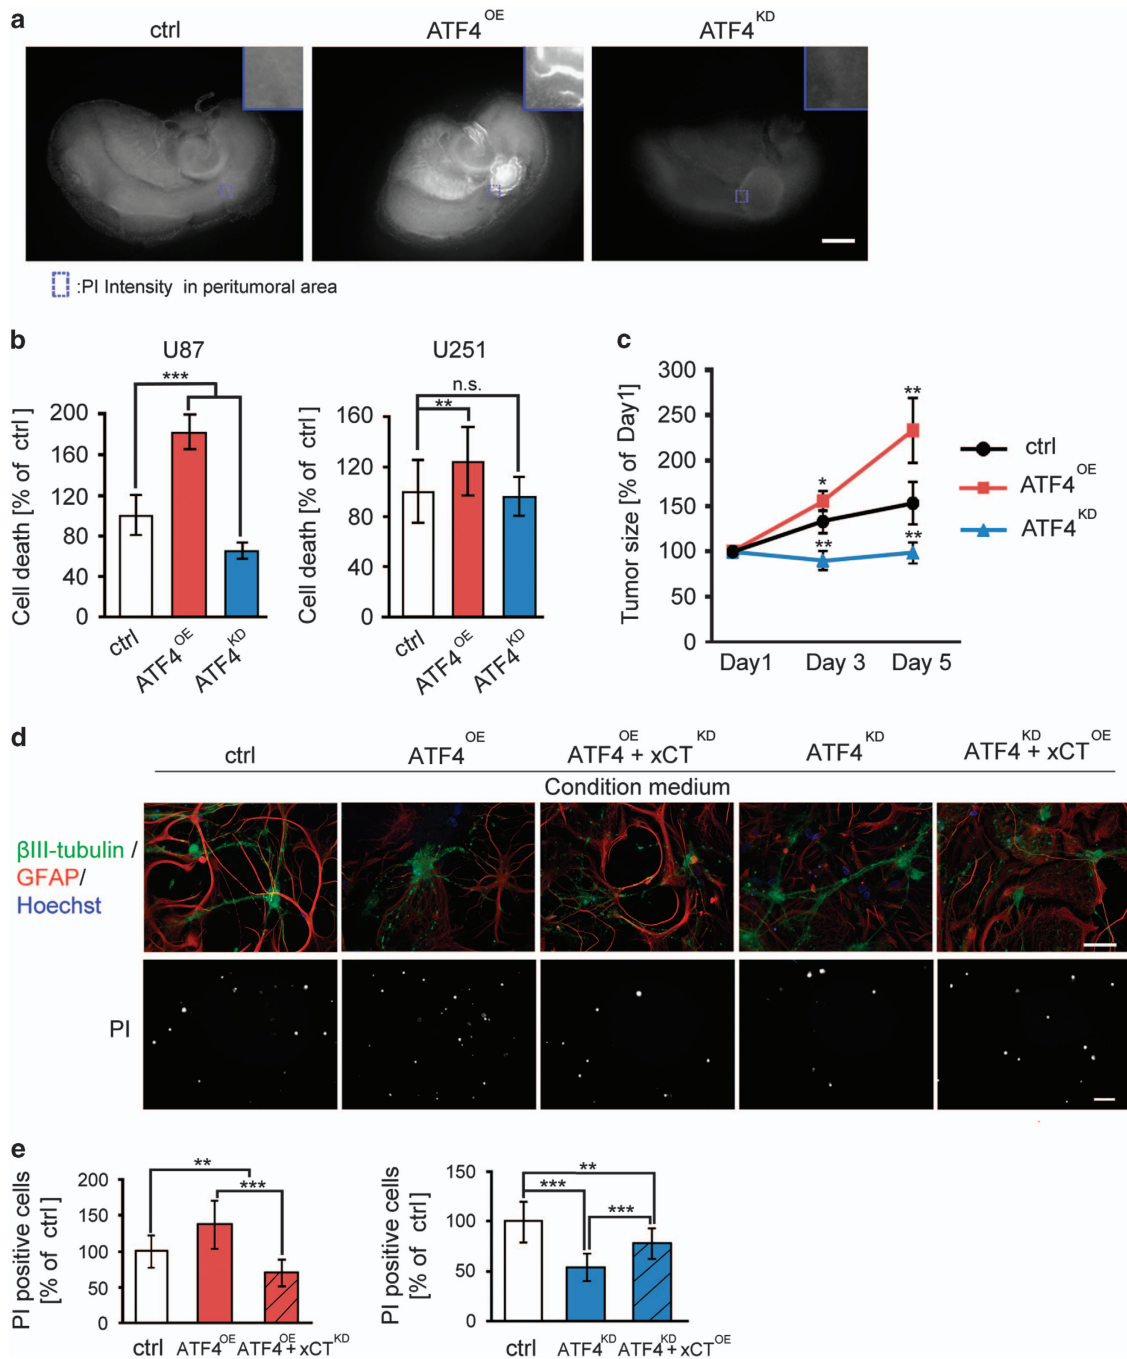 a
ctrl ATF4OE ATF4KD
:PI Intensity in peritumoral area
b
U87
***
Cell death [% of ctrl ]
200
160
120
80
40
0
ctrl ATF4OE ATF4KD
U251
n.s.
**
Cell death [% of ctrl ]
160
120
80
40
0
ctrl ATF4OE ATF4KD
c
Tumor size [% of Day1]
300
250
200
150
100
50
0
*
**
**
**
Day1 Day 3 Day 5
ctrl
ATF4OE
ATF4KD
d
ctrl ATF4OE ATF4OE + xCTKD ATF4KD ATF4KD + xCTOE
Condition medium
βIII-tubulin /
GFAP/
Hoechst
PI
e
PI positive cells
[% of ctrl ]
200
150
100
50
0
**
***
ctrl ATF4OE ATF4OE + xCTKD
PI positive cells
[% of ctrl ]
150
100
50
0
**
***
***
ctrl ATF4KD ATF4KD + xCTOE